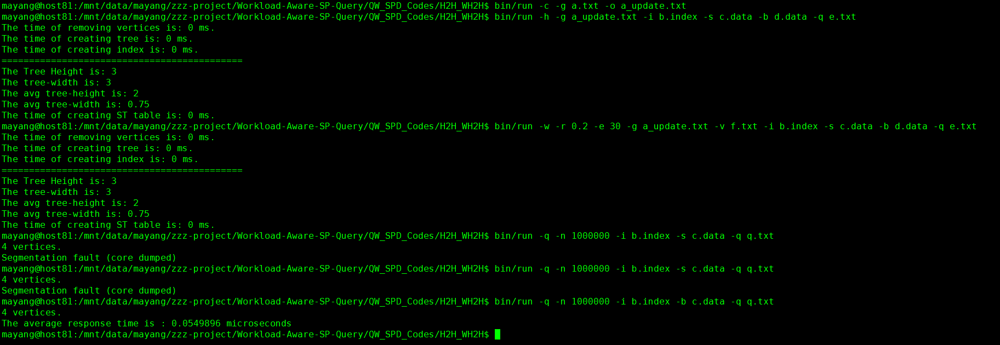 mayang@host81:/mnt/data/mayang/zzz-project/Workload-Aware-SP-Query/QW_SPD_Codes/H2H_WH2H$ bin/run -c -g a.txt -o a_update.txt
mayang@host81:/mnt/data/mayang/zzz-project/Workload-Aware-SP-Query/QW_SPD_Codes/H2H_WH2H$ bin/run -h -g a_update.txt -i b.index -s c.data -b d.data -q e.txt
The time of removing vertices is: 0 ms.
The time of creating tree is: 0 ms.
The time of creating index is: 0 ms.
============================================
The Tree Height is: 3
The tree-width is: 3
The avg tree-height is: 2
The avg tree-width is: 0.75
The time of creating ST table is: 0 ms.
mayang@host81:/mnt/data/mayang/zzz-project/Workload-Aware-SP-Query/QW_SPD_Codes/H2H_WH2H$ bin/run -w -r 0.2 -e 30 -g a_update.txt -v f.txt -i b.index -s c.data -b d.data -q e.txt
The time of removing vertices is: 0 ms.
The time of creating tree is: 0 ms.
The time of creating index is: 0 ms.
============================================
The Tree Height is: 3
The tree-width is: 3
The avg tree-height is: 2
The avg tree-width is: 0.75
The time of creating ST table is: 0 ms.
mayang@host81:/mnt/data/mayang/zzz-project/Workload-Aware-SP-Query/QW_SPD_Codes/H2H_WH2H$ bin/run -q -n 1000000 -i b.index -s c.data -q q.txt
4 vertices.
Segmentation fault (core dumped)
mayang@host81:/mnt/data/mayang/zzz-project/Workload-Aware-SP-Query/QW_SPD_Codes/H2H_WH2H$ bin/run -q -n 1000000 -i b.index -s c.data -q q.txt
4 vertices.
Segmentation fault (core dumped)
mayang@host81:/mnt/data/mayang/zzz-project/Workload-Aware-SP-Query/QW_SPD_Codes/H2H_WH2H$ bin/run -q -n 1000000 -i b.index -b c.data -q q.txt
4 vertices.
The average response time is : 0.0549896 microseconds
mayang@host81:/mnt/data/mayang/zzz-project/Workload-Aware-SP-Query/QW_SPD_Codes/H2H_WH2H$